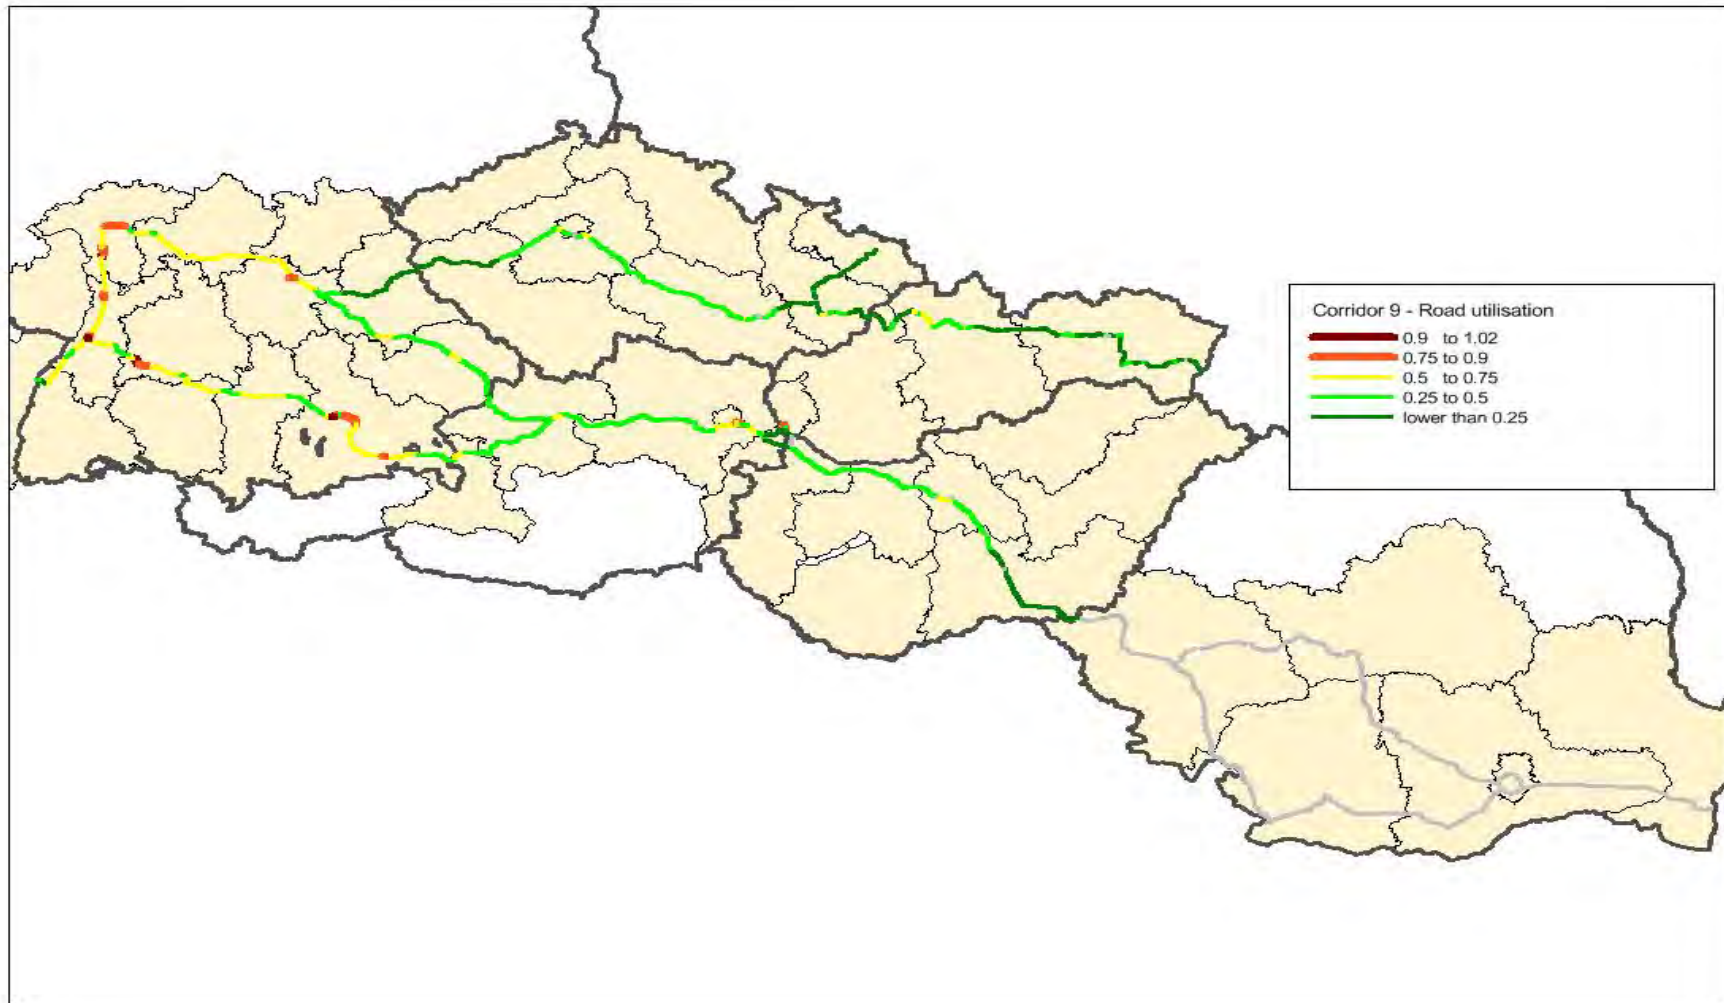 Corridor 9 - Road utilisation
0.9 to 1.02
0.75 to 0.9
0.5 to 0.75
0.25 to 0.5
lower than 0.25